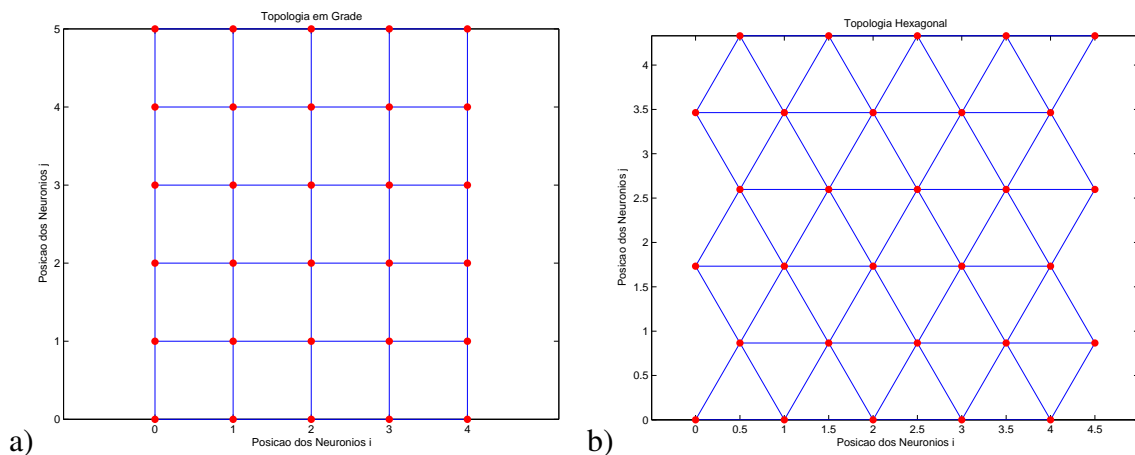 Topologia em Grade
5
4
3
2
1
0
Posicao dos Neuronios j
0 1 2 3 4
Posicao dos Neuronios i
a)
Topologia Hexagonal
4
3.5
3
2.5
2
1.5
1
0.5
0
Posicao dos Neuronios j
0 0.5 1 1.5 2 2.5 3 3.5 4 4.5
Posicao dos Neuronios i
b)